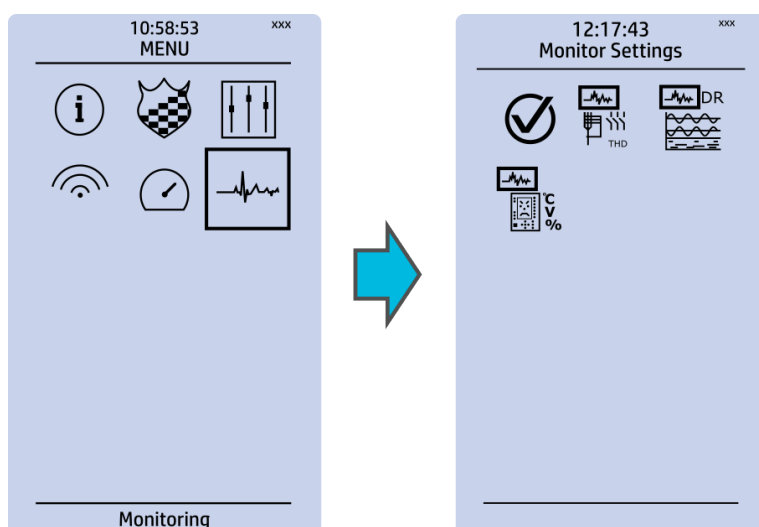 10:58:53
xxx
MENU
i
Monitoring
12:17:43
xxx
Monitor Settings
DR
THD
°C
V
%